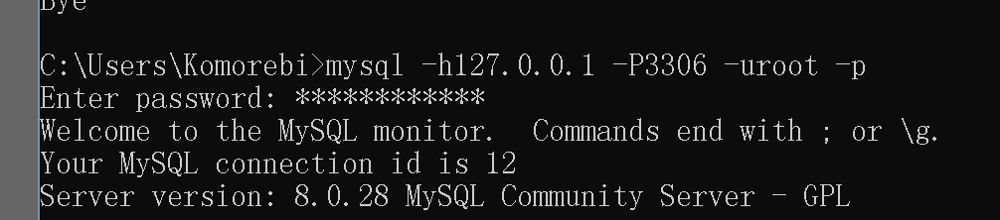 Bye
C:\Users\Komorebi>mysql -h127.0.0.1 -P3306 -uroot -p
Enter password: ************
Welcome to the MySQL monitor.  Commands end with ; or \g.
Your MySQL connection id is 12
Server version: 8.0.28 MySQL Community Server - GPL